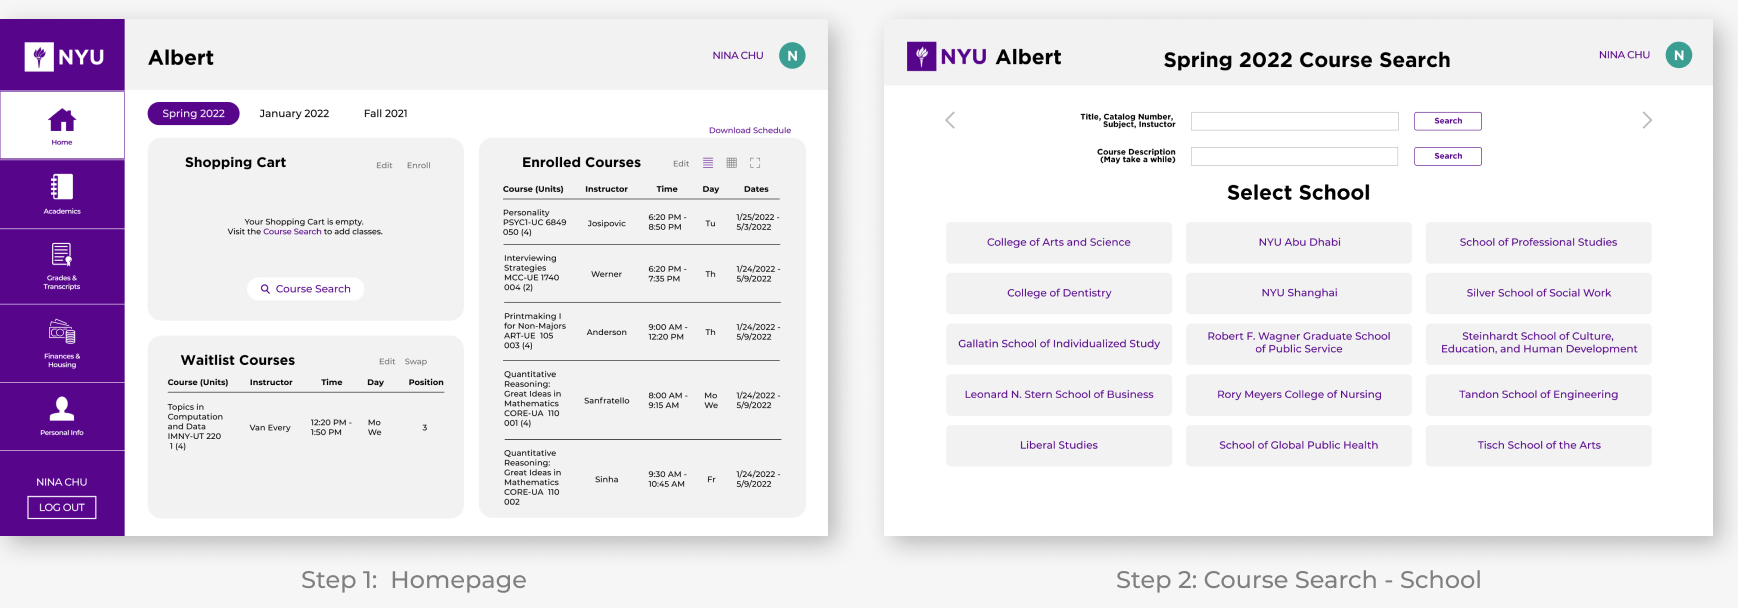 NYU
Albert
NINA CHU
N
Home
Academics
Grades &
Transcripts
Finances &
Housing
Personal Info
NINA CHU
LOG OUT
Spring 2022
January 2022
Fall 2021
Download Schedule
Shopping Cart
Edit
Enroll
Your Shopping Cart is empty.
Visit the Course Search to add classes.
Course Search
Waitlist Courses
Edit
Swap
Course (Units) Instructor Time Day Position
Topics in
Computation
and Data
IMNY-UT 220
1 (4)
Van Every
12:20 PM -
1:50 PM
Mo
We
3
Enrolled Courses
Edit
Course (Units) Instructor Time Day Dates
Personality
PSYC1-UC 6849
050 (4)
Josipovic
6:20 PM -
8:50 PM
Tu
1/25/2022 -
5/3/2022
Interviewing
Strategies
MCC-UE 1740
004 (2)
Werner
6:20 PM -
7:35 PM
Th
1/24/2022 -
5/9/2022
Printmaking I
for Non-Majors
ART-UE 105
003 (4)
Anderson
9:00 AM -
12:20 PM
Th
1/24/2022 -
5/9/2022
Quantitative
Reasoning:
Great Ideas in
Mathematics
CORE-UA 110
001 (4)
Sanfratello
8:00 AM -
9:15 AM
Mo
We
1/24/2022 -
5/9/2022
Quantitative
Reasoning:
Great Ideas in
Mathematics
CORE-UA 110
002
Sinha
9:30 AM -
10:45 AM
Fr
1/24/2022 -
5/9/2022
Step 1: Homepage
NYU Albert
Spring 2022 Course Search
NINA CHU
N
Title, Catalog Number,
Subject, Instuctor
Search
Course Description
(May take a while)
Search
Select School
College of Arts and Science
NYU Abu Dhabi
School of Professional Studies
College of Dentistry
NYU Shanghai
Silver School of Social Work
Gallatin School of Individualized Study
Robert F. Wagner Graduate School
of Public Service
Steinhardt School of Culture,
Education, and Human Development
Leonard N. Stern School of Business
Rory Meyers College of Nursing
Tandon School of Engineering
Liberal Studies
School of Global Public Health
Tisch School of the Arts
Step 2: Course Search - School